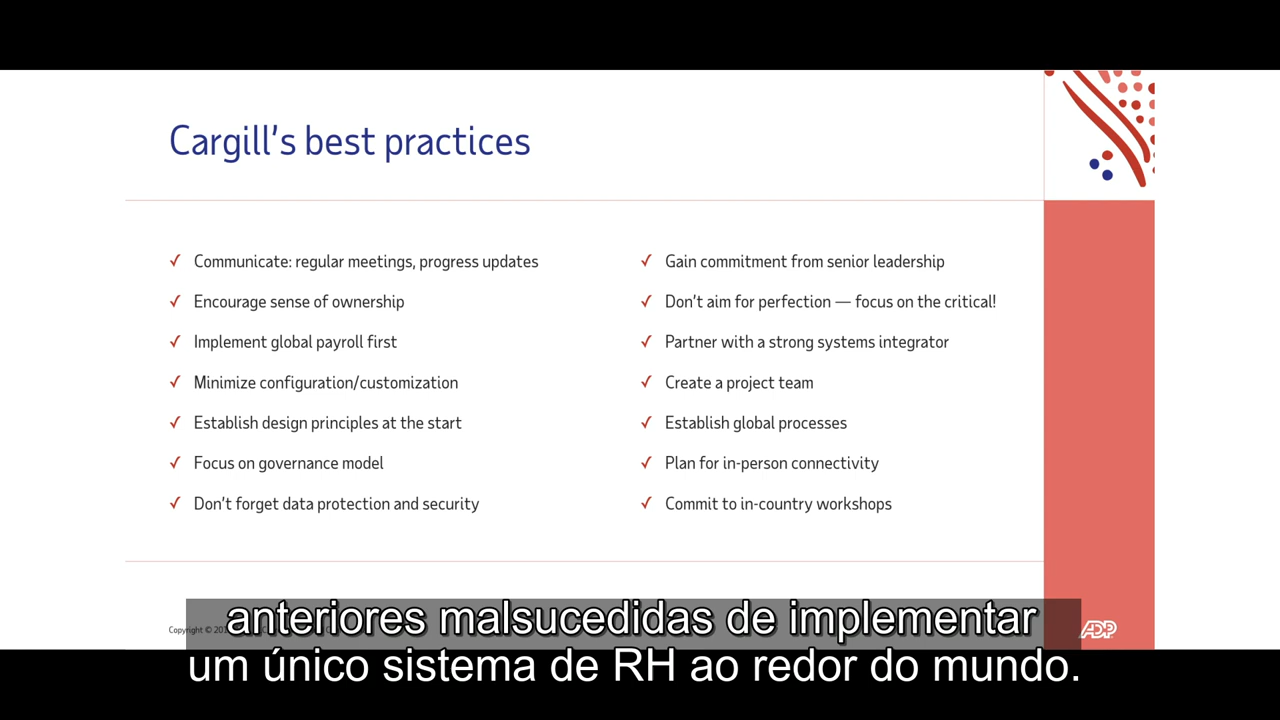 Cargill's best practices
✓ Communicate: regular meetings, progress updates
✓ Encourage sense of ownership
✓ Implement global payroll first
✓ Minimize configuration/customization
✓ Establish design principles at the start
✓ Focus on governance model
✓ Don't forget data protection and security
✓ Gain commitment from senior leadership
✓ Don't aim for perfection — focus on the critical!
✓ Partner with a strong systems integrator
✓ Create a project team
✓ Establish global processes
✓ Plan for in-person connectivity
✓ Commit to in-country workshops
Copyright ©
ADP
anteriores malsucedidas de implementar
um único sistema de RH ao redor do mundo.